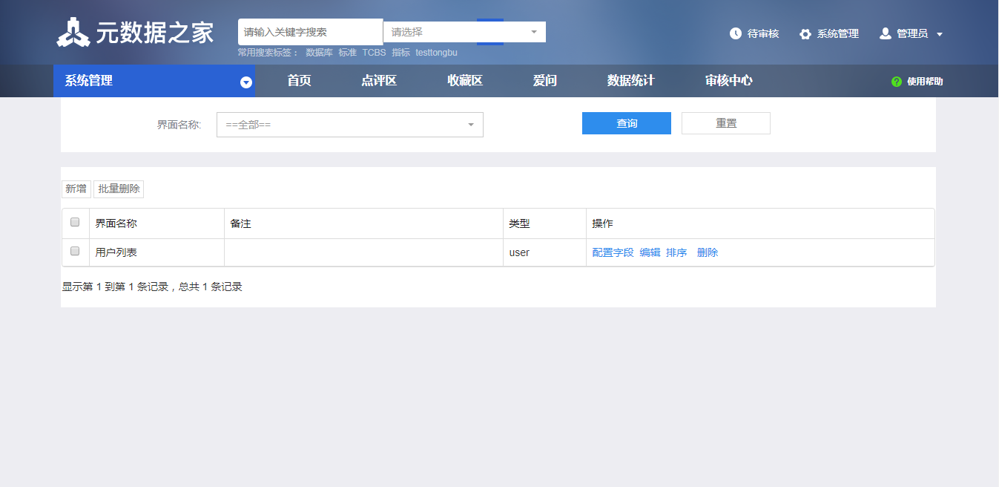 元数据之家
请输入关键字搜索 请选择
常用搜索标签： 数据库 标准 TCBS 指标 testtongbu
待审核 系统管理 管理员
系统管理 首页 点评区 收藏区 爱问 数据统计 审核中心 使用帮助
界面名称: ==全部== 查询 重置
新增 批量删除
界面名称 备注 类型 操作
用户列表 user 配置字段 编辑 排序 删除
显示第 1 到第 1 条记录，总共 1 条记录